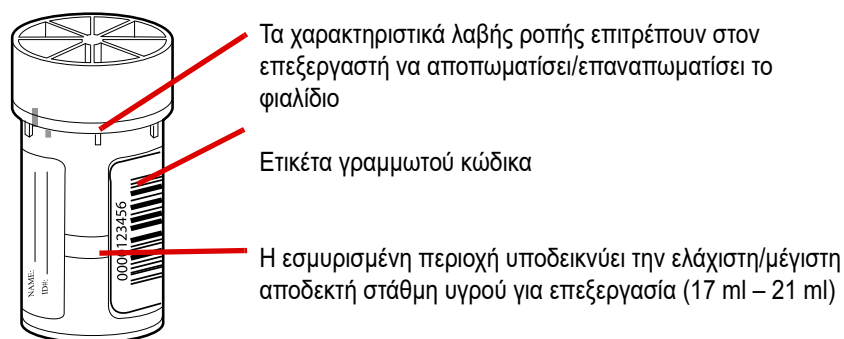 Τα χαρακτηριστικά λαβής ροπής επιτρέπουν στον
επεξεργαστή να αποπωματίσει/επαναπωματίσει το
φιαλίδιο
Ετικέτα γραμμωτού κώδικα
Η εσμυρισμένη περιοχή υποδεικνύει την ελάχιστη/μέγιστη
αποδεκτή στάθμη υγρού για επεξεργασία (17 ml – 21 ml)
NAME:
ID#:
0000123456